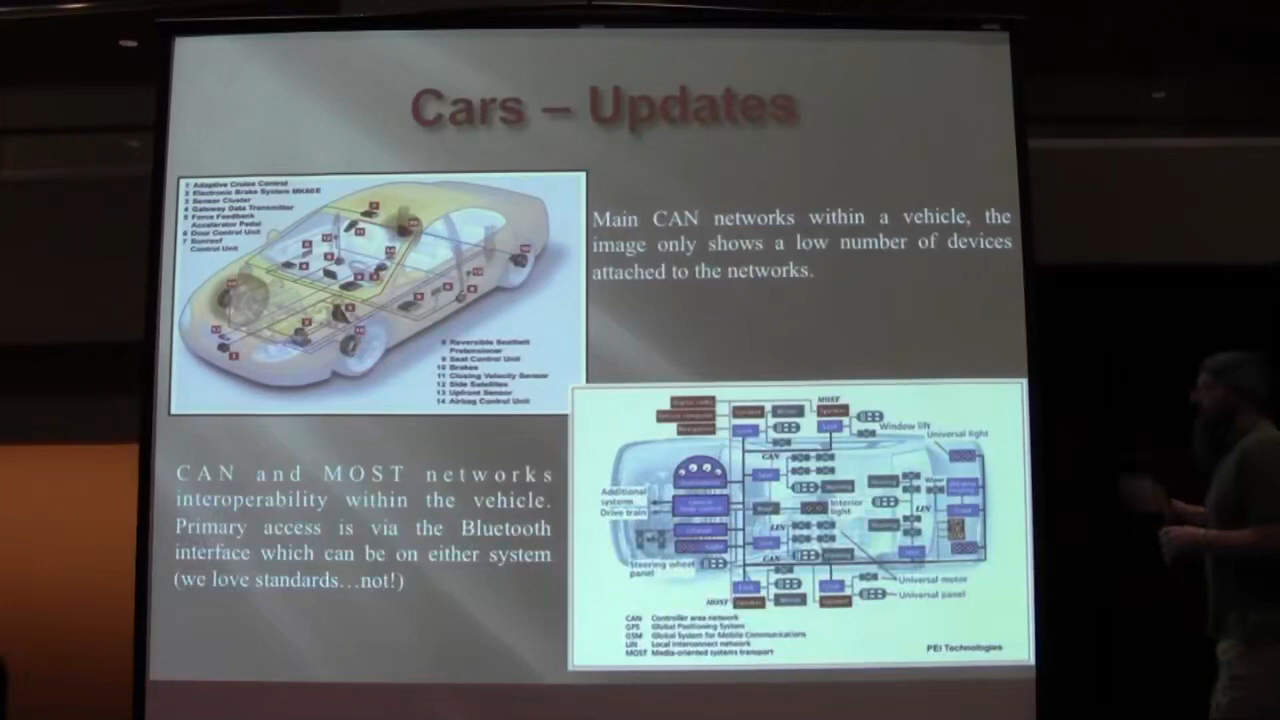 Cars – Updates
1 Adaptive Cruise Control
2 Electronic Brake System MK60E
3 Sensor Cluster
4 Gateway Data Transmitter
5 Force Feedback
Accelerator Pedal
6 Door Control Unit
7 Sunroof
Control Unit
8 Reversible Seatbelt
Pretensioner
9 Seat Control Unit
10 Brakes
11 Closing Velocity Sensor
12 Side Satellites
13 Upfront Sensor
14 Airbag Control Unit
Main CAN networks within a vehicle, the
image only shows a low number of devices
attached to the networks.
CAN and MOST networks
interoperability within the vehicle.
Primary access is via the Bluetooth
interface which can be on either system
(we love standards…not!)
MOST
Window lift
Universal light
CAN
Additional
systems
Drive train
Interior
light
LIN
LIN
CAN
Steering wheel
panel
Universal motor
Universal panel
MOST
CAN Controller area network
GPS Global Positioning System
GSM Global System for Mobile Communications
LIN Local interconnect network
MOST Media-oriented systems transport
PEI Technologies